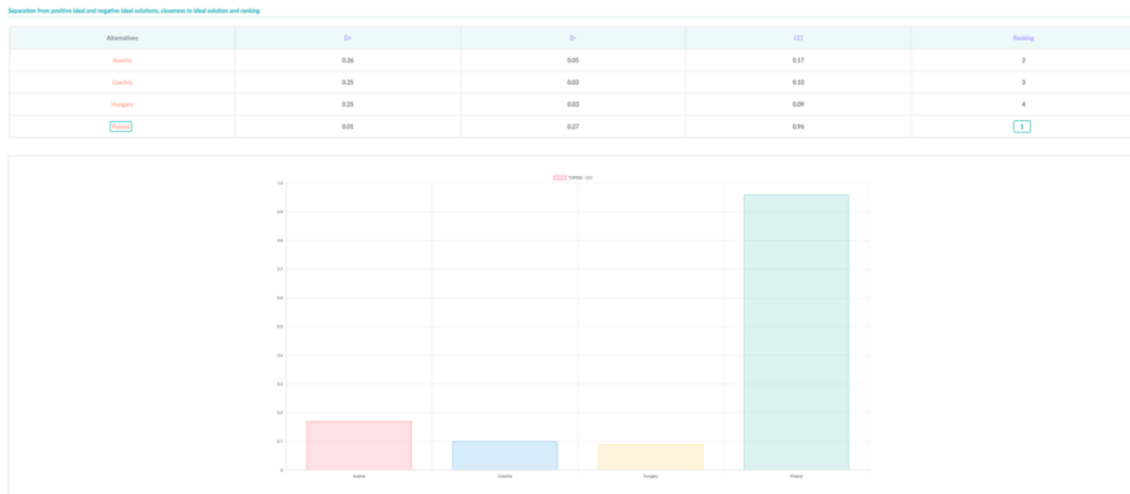 Separation from positive ideal and negative ideal solutions, closeness to ideal solution and ranking
Alternatives D+ D- CCi Ranking
Austria 0.26 0.05 0.17 2
Czechia 0.25 0.03 0.10 3
Hungary 0.25 0.03 0.09 4
Poland 0.01 0.27 0.96 1
TOPSIS - CCi
1.0
0.9
0.8
0.7
0.6
0.5
0.4
0.3
0.2
0.1
0
Austria Czechia Hungary Poland